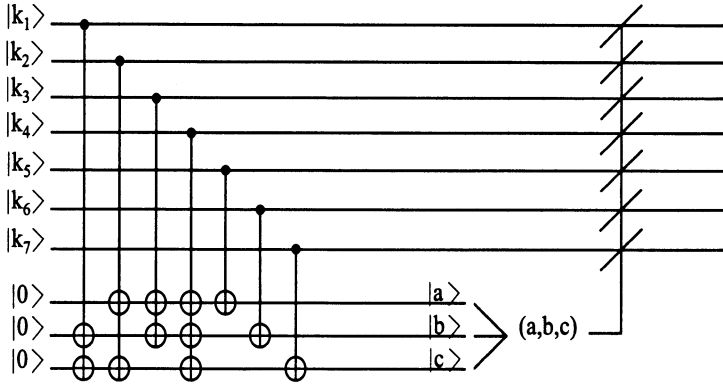 |k₁⟩
|k₂⟩
|k₃⟩
|k₄⟩
|k₅⟩
|k₆⟩
|k₇⟩
|0⟩ |a⟩
|0⟩ |b⟩ (a,b,c)
|0⟩ |c⟩